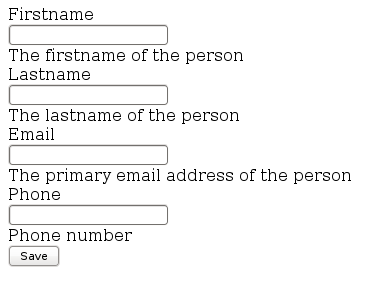 Firstname
The firstname of the person
Lastname
The lastname of the person
Email
The primary email address of the person
Phone
Phone number
Save